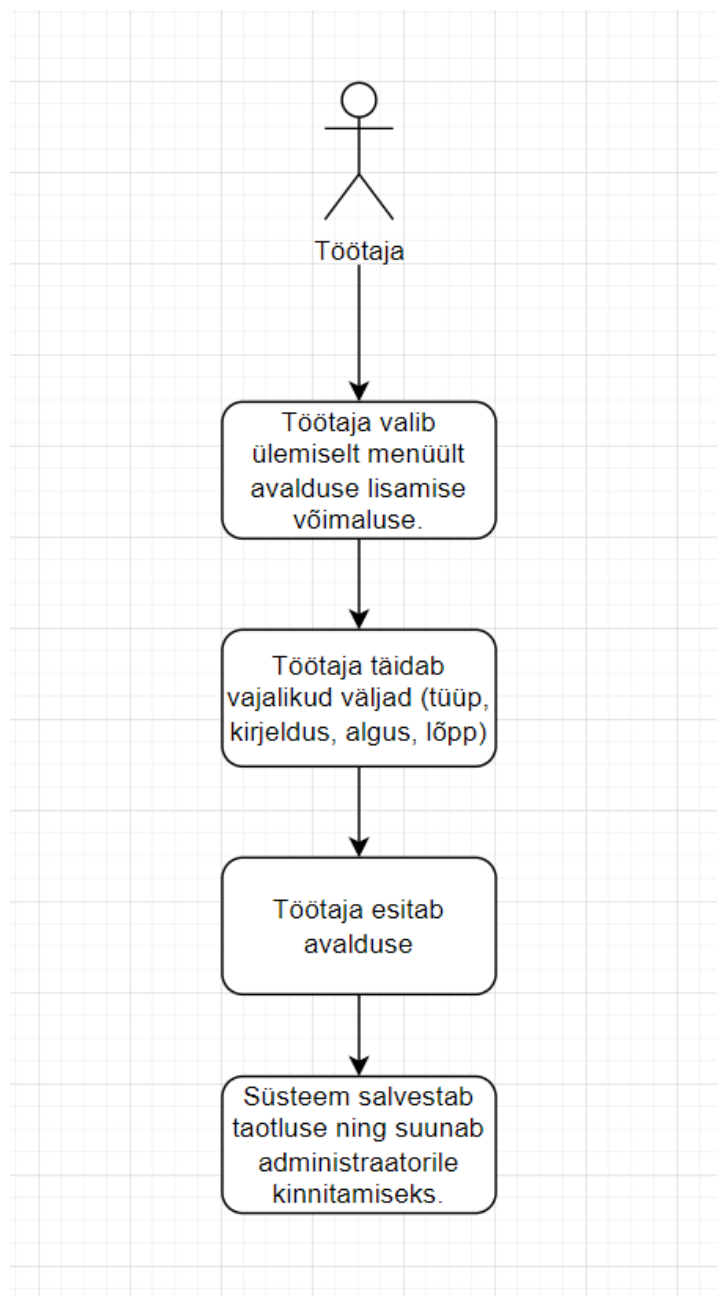 Töötaja
Töötaja valib
ülemiselt menüült
avalduse lisamise
võimaluse.
Töötaja täidab
vajalikud väljad (tüüp,
kirjeldus, algus, lõpp)
Töötaja esitab
avalduse
Süsteem salvestab
taotluse ning suunab
administraatorile
kinnitamiseks.